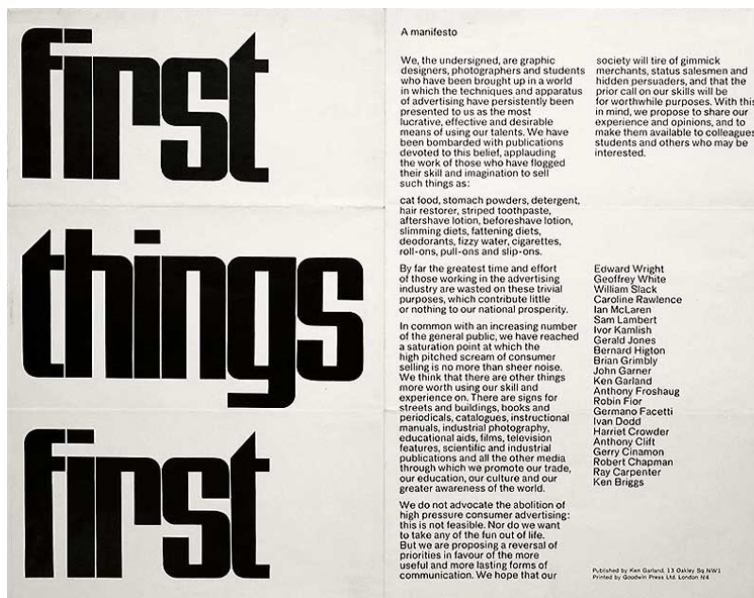 first
things
first
A manifesto
We, the undersigned, are graphic
designers, photographers and students
who have been brought up in a world
in which the techniques and apparatus
of advertising have persistently been
presented to us as the most
lucrative, effective and desirable
means of using our talents. We have
been bombarded with publications
devoted to this belief, applauding
the work of those who have flogged
their skill and imagination to sell
such things as:
cat food, stomach powders, detergent,
hair restorer, striped toothpaste,
aftershave lotion, beforeshave lotion,
slimming diets, fattening diets,
deodorants, fizzy water, cigarettes,
roll-ons, pull-ons and slip-ons.
By far the greatest time and effort
of those working in the advertising
industry are wasted on these trivial
purposes, which contribute little
or nothing to our national prosperity.
In common with an increasing number
of the general public, we have reached
a saturation point at which the
high pitched scream of consumer
selling is no more than sheer noise.
We think that there are other things
more worth using our skill and
experience on. There are signs for
streets and buildings, books and
periodicals, catalogues, instructional
manuals, industrial photography,
educational aids, films, television
features, scientific and industrial
publications and all the other media
through which we promote our trade,
our education, our culture and our
greater awareness of the world.
We do not advocate the abolition of
high pressure consumer advertising:
this is not feasible. Nor do we want
to take any of the fun out of life.
But we are proposing a reversal of
priorities in favour of the more
useful and more lasting forms of
communication. We hope that our
society will tire of gimmick
merchants, status salesmen and
hidden persuaders, and that the
prior call on our skills will be
for worthwhile purposes. With this
in mind, we propose to share our
experience and opinions, and to
make them available to colleagues
students and others who may be
interested.
Edward Wright
Geoffrey White
William Slack
Caroline Rawlence
Ian McLaren
Sam Lambert
Ivor Kamlish
Gerald Jones
Bernard Higton
Brian Grimbly
John Garner
Ken Garland
Anthony Froshaug
Robin Fior
Germano Facetti
Ivan Dodd
Harriet Crowder
Anthony Clift
Gerry Cinamon
Robert Chapman
Ray Carpenter
Ken Briggs
Published by Ken Garland, 13 Oakley Sq NW1
Printed by Goodwin Press Ltd. London N4